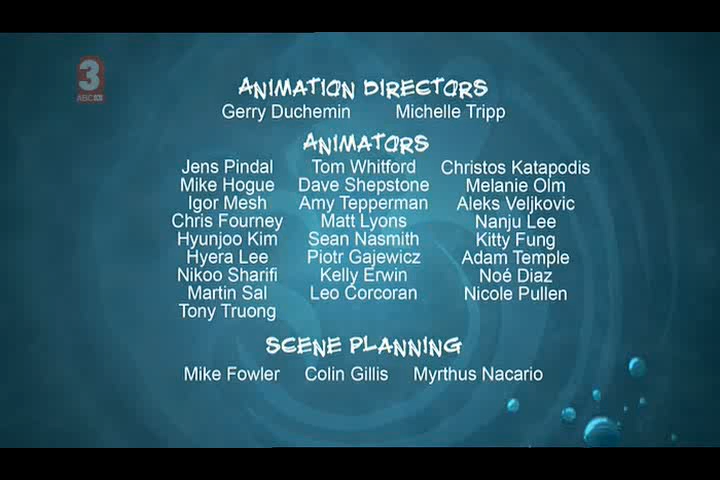 3
ABC
ANIMATION DIRECTORS
Gerry Duchemin Michelle Tripp
ANIMATORS
Jens Pindal Tom Whitford Christos Katapodis
Mike Hogue Dave Shepstone Melanie Olm
Igor Mesh Amy Tepperman Aleks Veljkovic
Chris Fourney Matt Lyons Nanju Lee
Hyunjoo Kim Sean Nasmith Kitty Fung
Hyera Lee Piotr Gajewicz Adam Temple
Nikoo Sharifi Kelly Erwin Noé Diaz
Martin Sal Leo Corcoran Nicole Pullen
Tony Truong
SCENE PLANNING
Mike Fowler Colin Gillis Myrthus Nacario